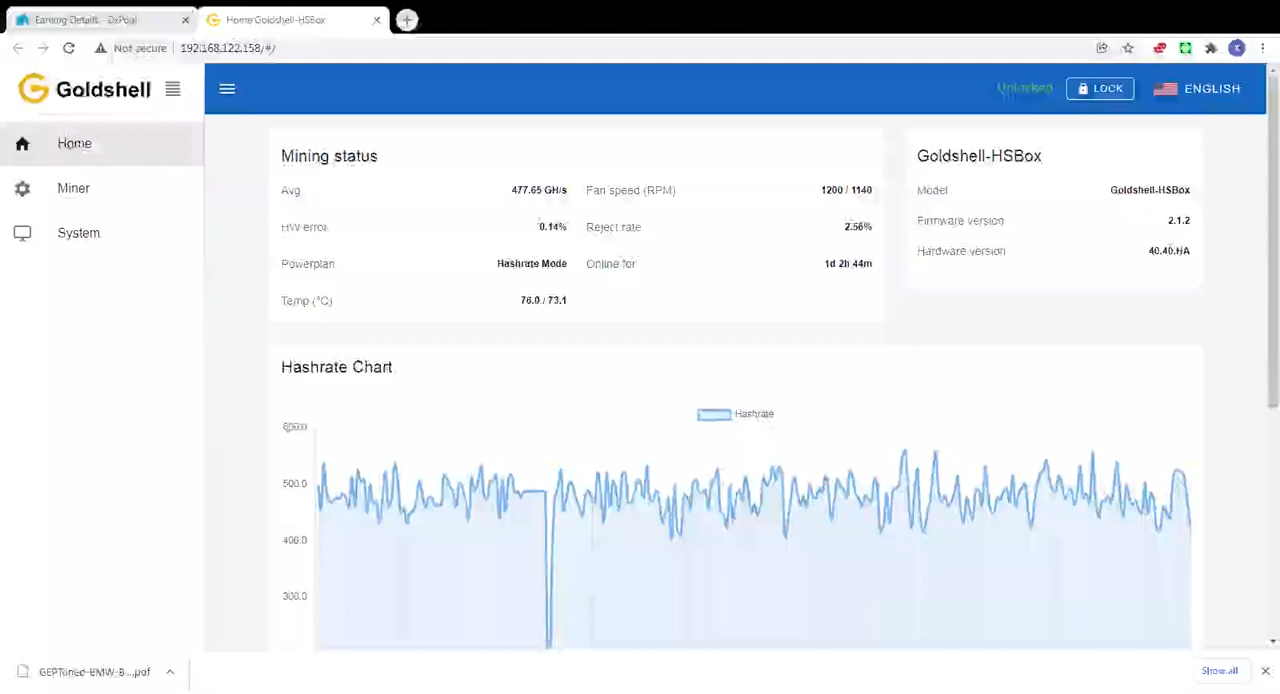 Earning Details - DxPool
Home Goldshell-HSBox
Not secure
192.168.122.158/#/
K
Goldshell
Unlocked
LOCK
ENGLISH
Home
Miner
System
Mining status
Avg 477.65 GH/s Fan speed (RPM) 1200 / 1140
HW error 0.14% Reject rate 2.56%
Powerplan Hashrate Mode Online for 1d 2h 44m
Temp (°C) 76.0 / 73.1
Goldshell-HSBox
Model Goldshell-HSBox
Firmware version 2.1.2
Hardware version 40.40.HA
Hashrate Chart
Hashrate
600.0
500.0
400.0
300.0
GEPTuned-BMW-B....pdf
Show all